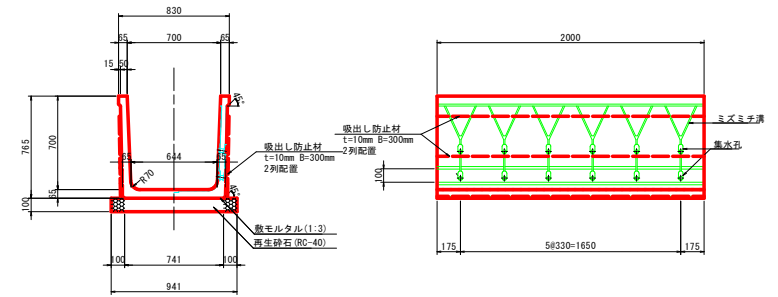 830
65
700
65
15
50
45°
765
700
65
644
65
R70
45°
65
100
吸出し防止材
t=10mm B=300mm
2列配置
敷モルタル(1:3)
再生砕石(RC-40)
100
741
100
941
2000
吸出し防止材
t=10mm B=300mm
2列配置
100
ミズミチ溝
集水孔
175
5@330=1650
175